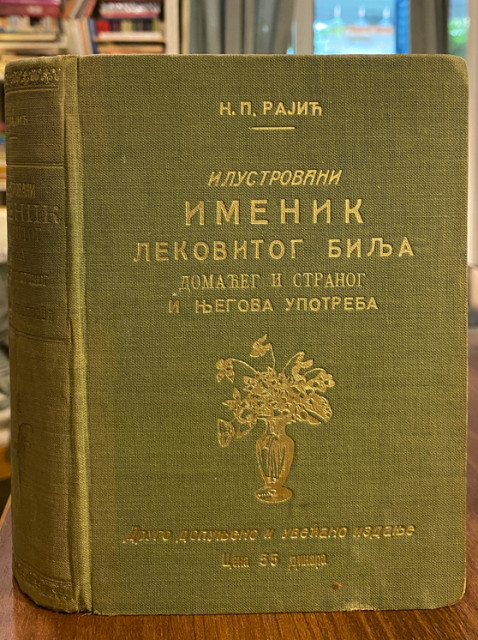 Н. П. РАЈИЋ
ИЛУСТРОВАНИ
ИМЕНИК
ЛЕКОВИТОГ БИЉА
ДОМАЋЕГ И СТРАНОГ
И ЊЕГОВА УПОТРЕБА
Друго допуњено и увећано издање
Цена 55 динара